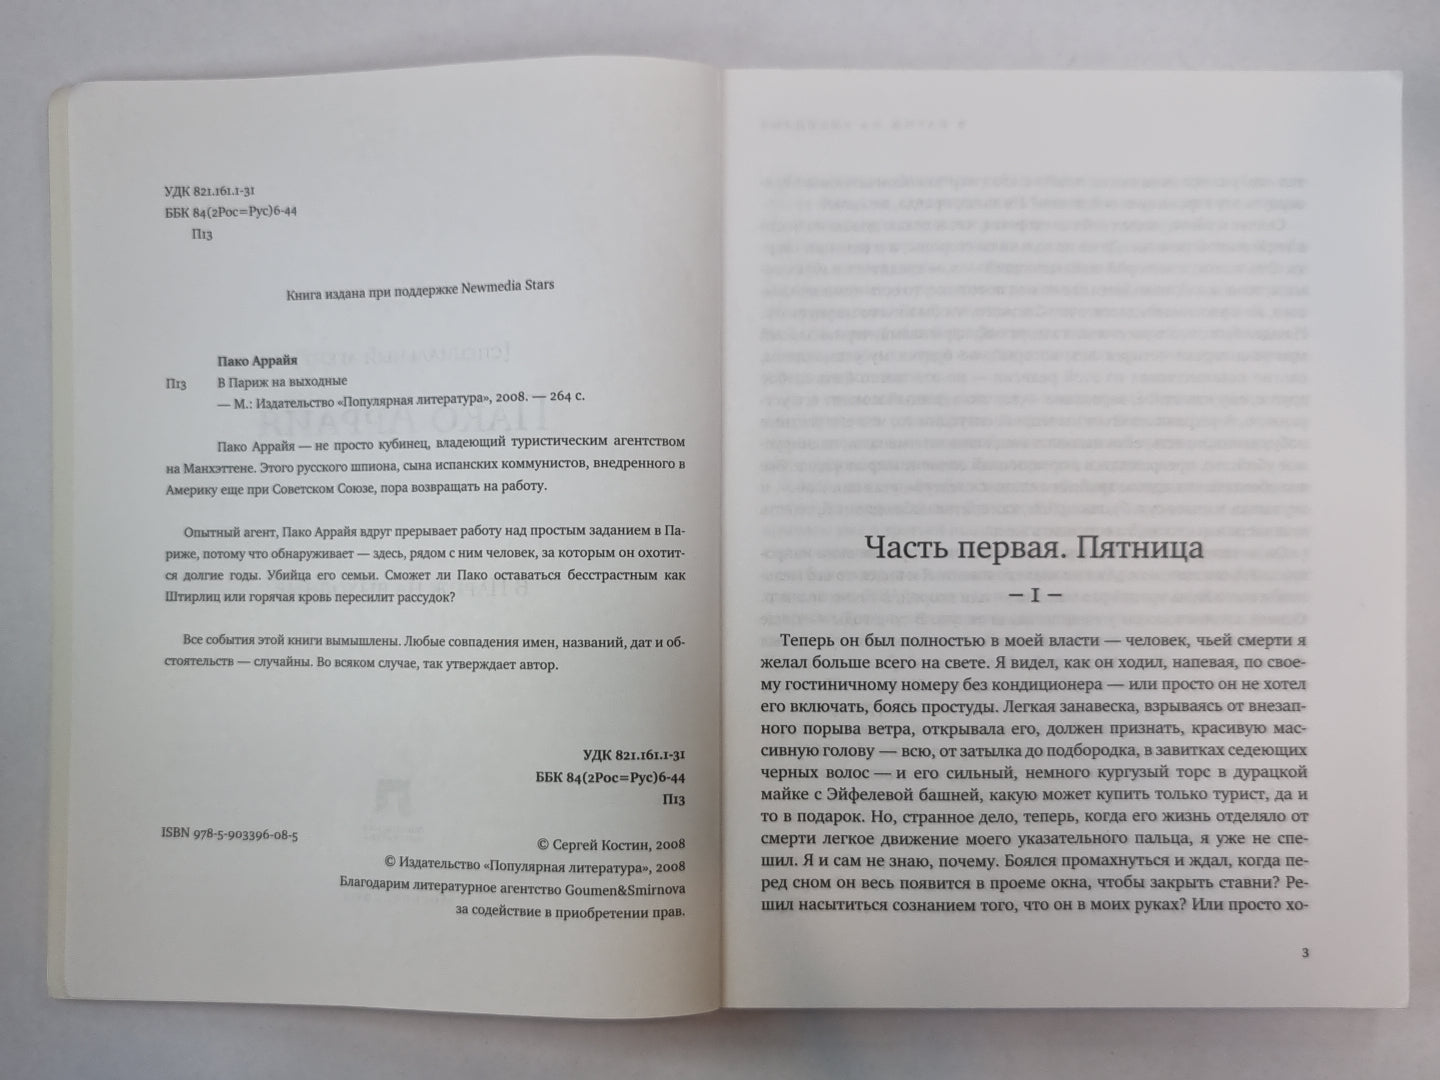 УДК 821.161.1-31
ББК 84(2Рос=Рус)6-44
П13
Книга издана при поддержке Newmedia Stars
Пако Аррайя
П13 В Париж на выходные
— М.: Издательство «Популярная литература», 2008. — 264 с.
Пако Аррайя — не просто кубинец, владеющий туристическим агентством
на Манхэттене. Этого русского шпиона, сына испанских коммунистов, внедренного в
Америку еще при Советском Союзе, пора возвращать на работу.
Опытный агент, Пако Аррайя вдруг прерывает работу над простым заданием в Па-
риже, потому что обнаруживает — здесь, рядом с ним человек, за которым он охотит-
ся долгие годы. Убийца его семьи. Сможет ли Пако оставаться бесстрастным как
Штирлиц или горячая кровь пересилит рассудок?
Все события этой книги вымышлены. Любые совпадения имен, названий, дат и об-
стоятельств — случайны. Во всяком случае, так утверждает автор.
УДК 821.161.1-31
ББК 84(2Рос=Рус)6-44
П13
ISBN 978-5-903396-08-5
© Сергей Костин, 2008
© Издательство «Популярная литература», 2008
Благодарим литературное агентство Goumen&Smirnova
за содействие в приобретении прав.
Часть первая. Пятница
— 1 —
Теперь он был полностью в моей власти — человек, чьей смерти я
желал больше всего на свете. Я видел, как он ходил, напевая, по свое-
му гостиничному номеру без кондиционера — или просто он не хотел
его включать, боясь простуды. Легкая занавеска, взрываясь от внезап-
ного порыва ветра, открывала его, должен признать, красивую мас-
сивную голову — всю, от затылка до подбородка, в завитках седеющих
черных волос — и его сильный, немного кургузый торс в дурацкой
майке с Эйфелевой башней, какую может купить только турист, да и
то в подарок. Но, странное дело, теперь, когда его жизнь отделяло от
смерти легкое движение моего указательного пальца, я уже не спе-
шил. Я и сам не знаю, почему. Боялся промахнуться и ждал, когда пе-
ред сном он весь появится в проеме окна, чтобы закрыть ставни? Ре-
шил насытиться сознанием того, что он в моих руках? Или просто хо-
3